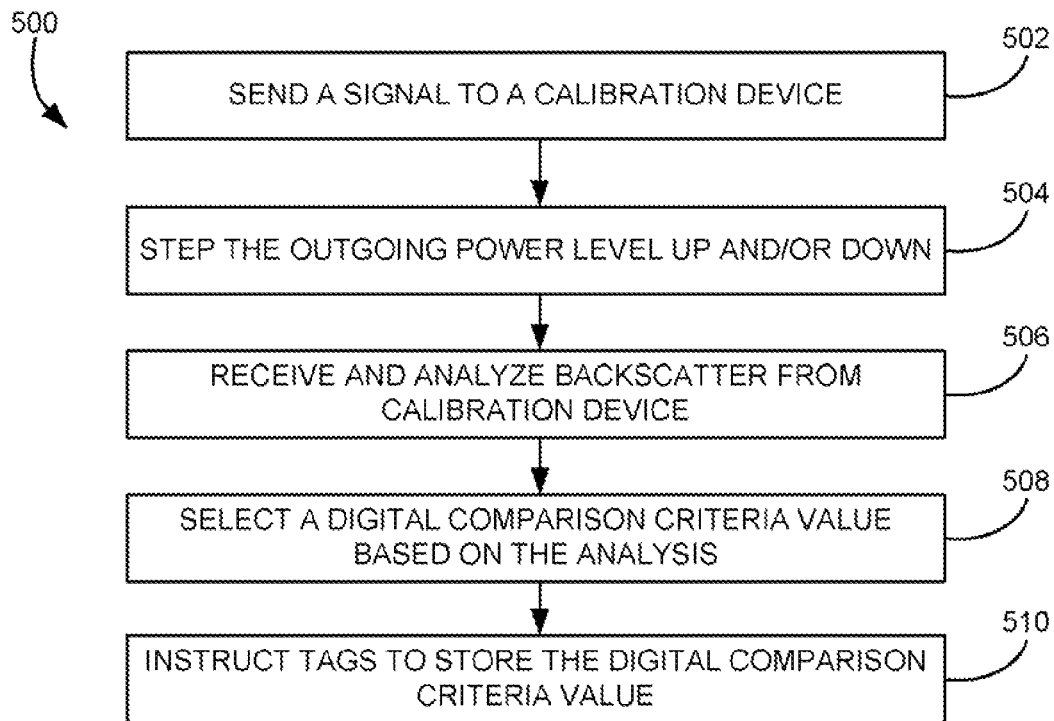 500
502
SEND A SIGNAL TO A CALIBRATION DEVICE
504
STEP THE OUTGOING POWER LEVEL UP AND/OR DOWN
506
RECEIVE AND ANALYZE BACKSCATTER FROM
CALIBRATION DEVICE
508
SELECT A DIGITAL COMPARISON CRITERIA VALUE
BASED ON THE ANALYSIS
510
INSTRUCT TAGS TO STORE THE DIGITAL COMPARISON
CRITERIA VALUE